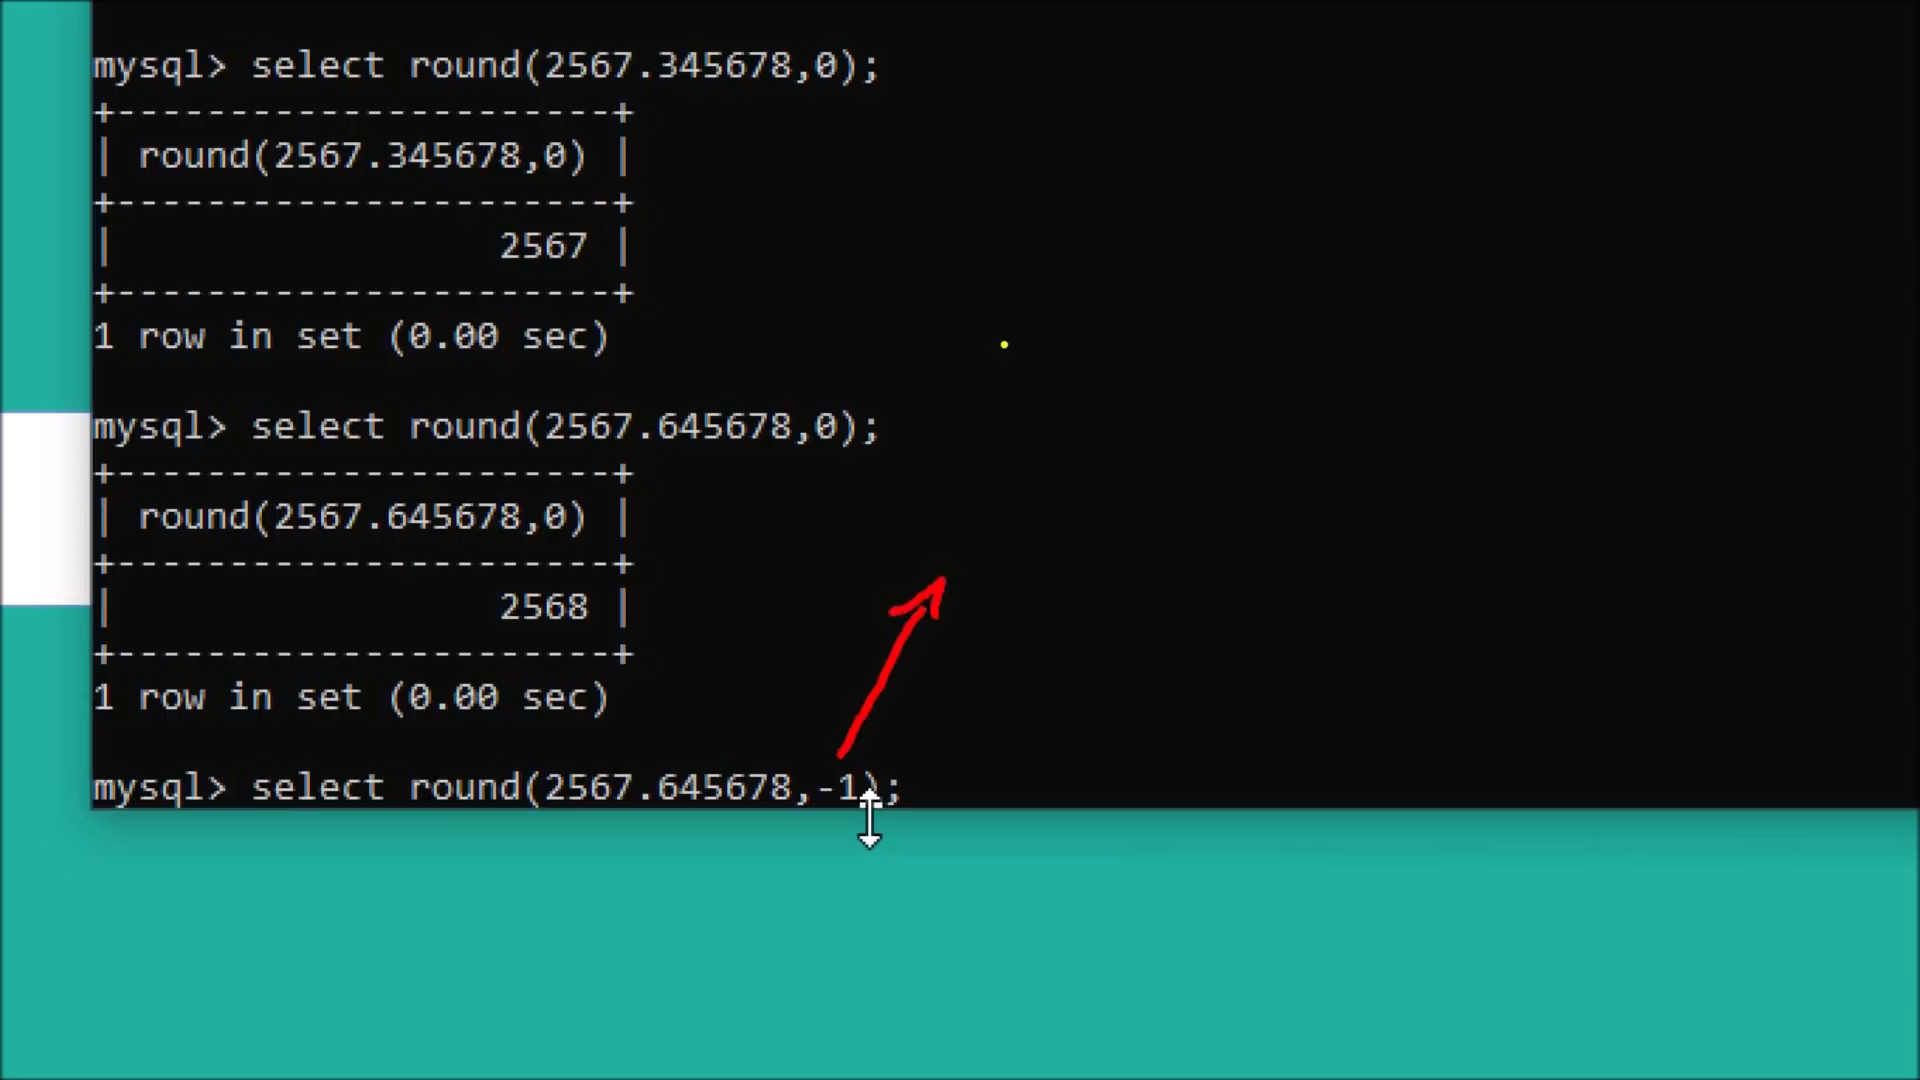 mysql> select round(2567.345678,0);
+----------------------+
| round(2567.345678,0) |
+----------------------+
|                 2567 |
+----------------------+
1 row in set (0.00 sec)
mysql> select round(2567.645678,0);
+----------------------+
| round(2567.645678,0) |
+----------------------+
|                 2568 |
+----------------------+
1 row in set (0.00 sec)
mysql> select round(2567.645678,-1);